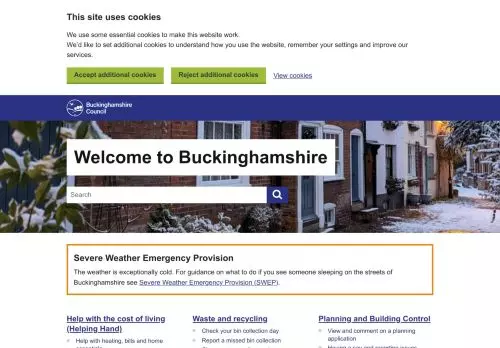 This site uses cookies
We use some essential cookies to make this website work.
We'd like to set additional cookies to understand how you use the website, remember your settings and improve our
services.
Accept additional cookies
Reject additional cookies
View cookies
Buckinghamshire
Council
Welcome to Buckinghamshire
Search
Severe Weather Emergency Provision
The weather is exceptionally cold. For guidance on what to do if you see someone sleeping on the streets of
Buckinghamshire see Severe Weather Emergency Provision (SWEP).
Help with the cost of living
(Helping Hand)
Help with heating, bills and home
Waste and recycling
Check your bin collection day
Report a missed bin collection
Planning and Building Control
View and comment on a planning
application